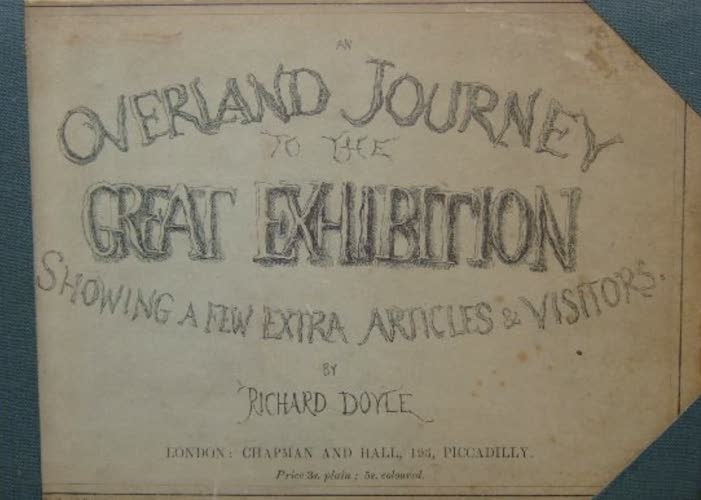 AN
OVERLAND JOURNEY
TO THE
GREAT EXHIBITION
SHOWING A FEW EXTRA ARTICLES & VISITORS.
BY
RICHARD DOYLE
LONDON: CHAPMAN AND HALL, 193, PICCADILLY.
Price 3s. plain; 5s. coloured.